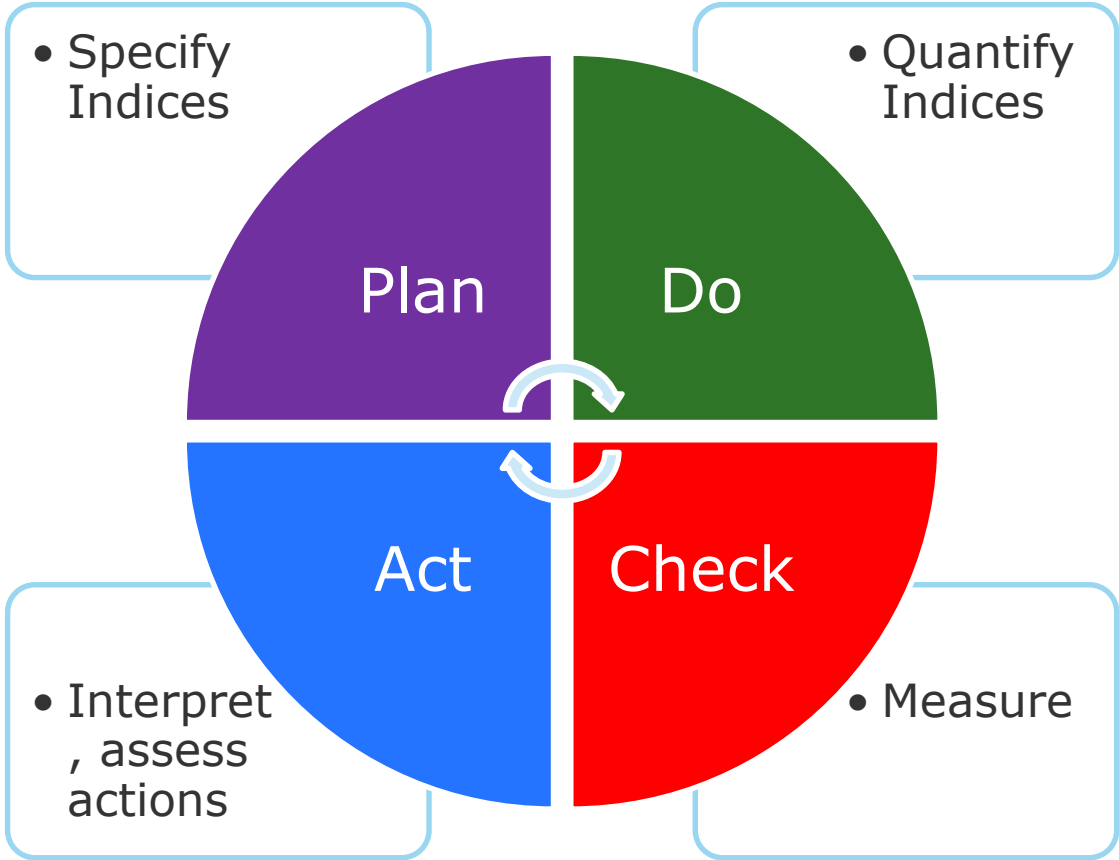 • Specify
Indices
• Quantify
Indices
Plan
Do
Act
Check
• Interpret
, assess
actions
• Measure